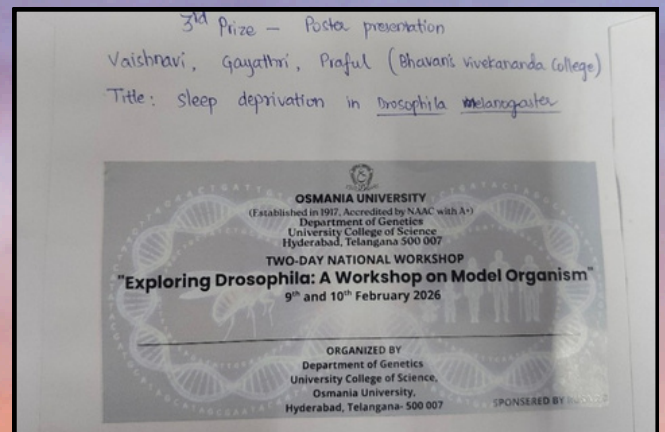 3rd Prize — Poster presentation
Vaishnavi, Gayathri, Praful (Bhavan's vivekananda College)
Title: sleep deprivation in Drosophila melanogaster
OSMANIA UNIVERSITY
(Established in 1917, Accredited by NAAC with A+)
Department of Genetics
University College of Science
Hyderabad, Telangana 500 007
TWO-DAY NATIONAL WORKSHOP
"Exploring Drosophila: A Workshop on Model Organism"
9th and 10th February 2026
ORGANIZED BY
Department of Genetics
University College of Science,
Osmania University,
Hyderabad, Telangana- 500 007
SPONSERED BY